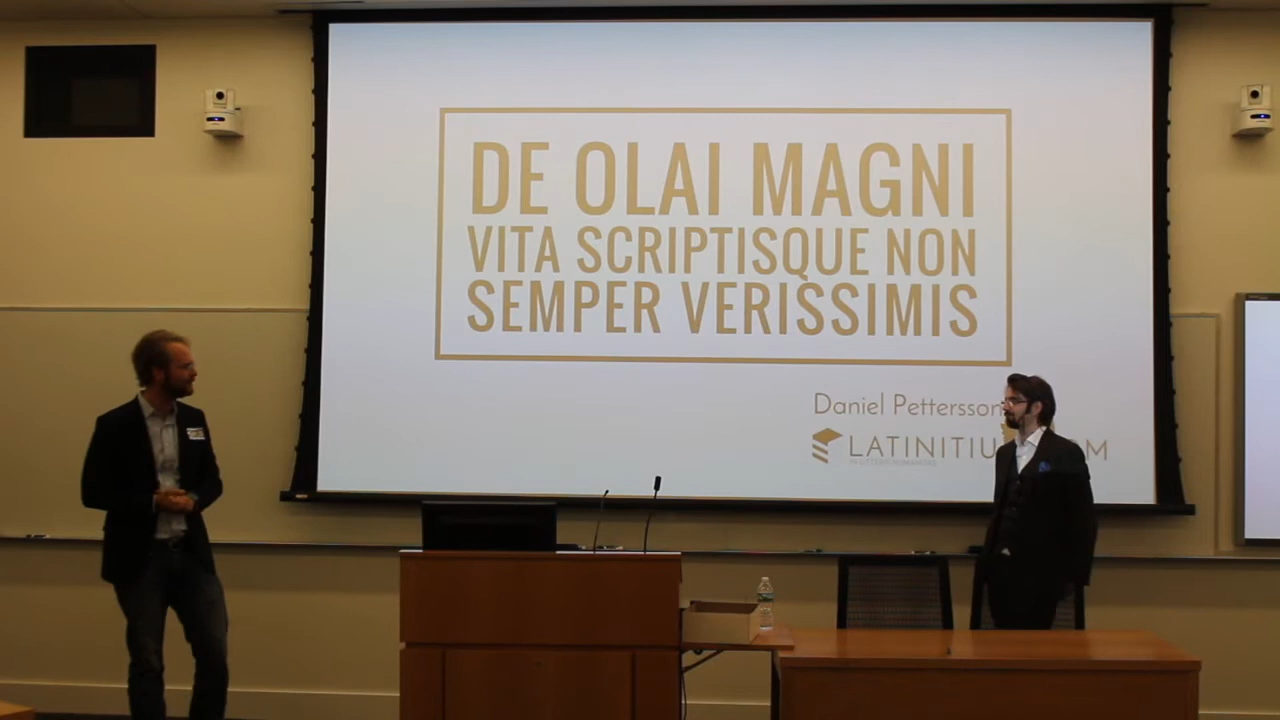 DE OLAI MAGNI
VITA SCRIPTISQUE NON
SEMPER VERISSIMIS
Daniel Pettersson